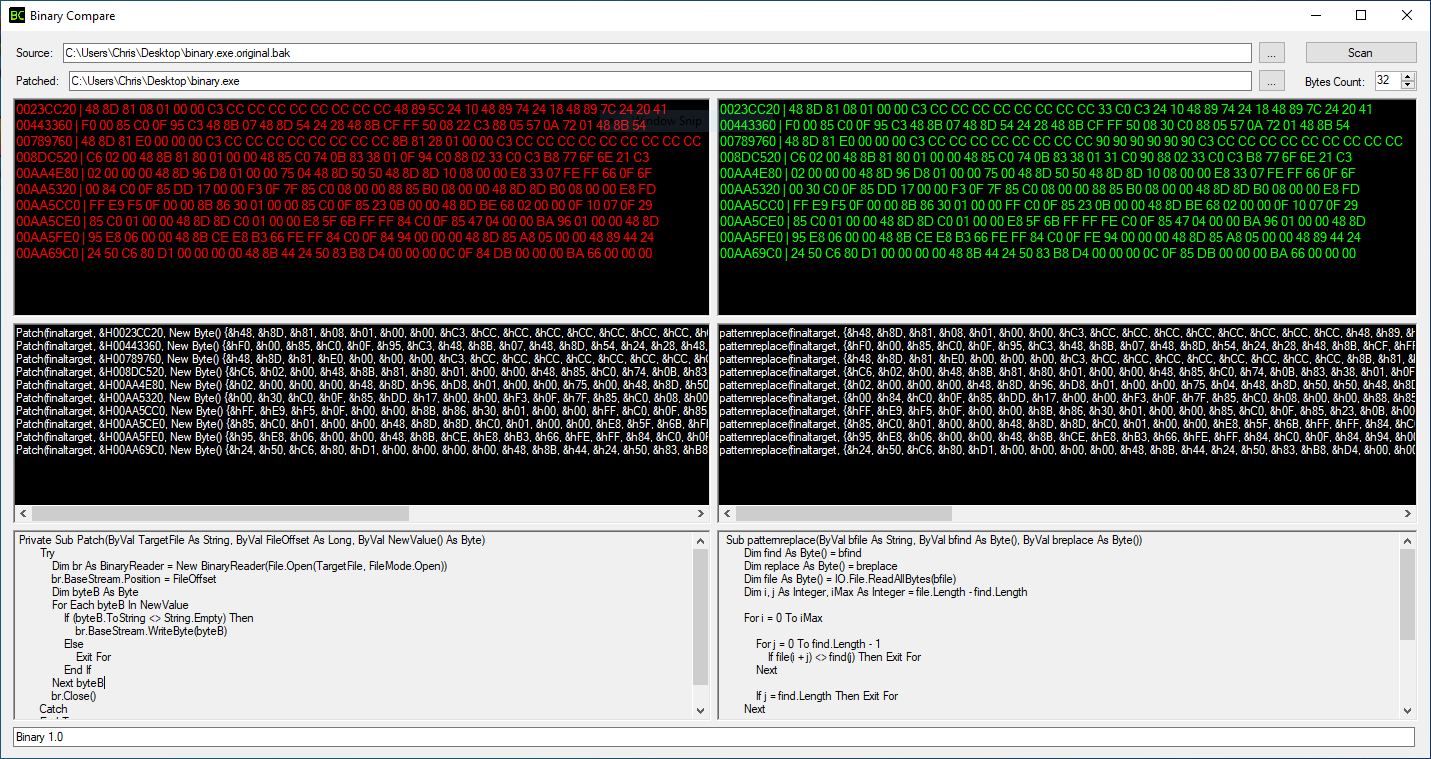 BC Binary Compare
Source: C:\Users\Chris\Desktop\binary.exe.original.bak ... Scan
Patched: C:\Users\Chris\Desktop\binary.exe ... Bytes Count: 32
0023CC20 | 48 8D 81 08 01 00 00 C3 CC CC CC CC CC CC CC CC 48 89 5C 24 10 48 89 74 24 18 48 89 7C 24 20 41
00443360 | F0 00 85 C0 0F 95 C3 48 8B 07 48 8D 54 24 28 48 8B CF FF 50 08 22 C3 88 05 57 0A 72 01 48 8B 54
00789760 | 48 8D 81 E0 00 00 00 C3 CC CC CC CC CC CC CC CC 8B 81 28 01 00 00 C3 CC CC CC CC CC CC CC CC CC
008DC520 | C6 02 00 48 8B 81 80 01 00 00 48 85 C0 74 0B 83 38 01 0F 94 C0 88 02 33 C0 C3 B8 77 6F 6E 21 C3
00AA4E80 | 02 00 00 00 48 8D 96 D8 01 00 00 75 04 48 8D 50 50 48 8D 8D 10 08 00 00 E8 33 07 FE FF 66 0F 6F
00AA5320 | 00 84 C0 0F 85 DD 17 00 00 F3 0F 7F 85 C0 08 00 00 88 85 B0 08 00 00 48 8D 8D B0 08 00 00 E8 FD
00AA5CC0 | FF E9 F5 0F 00 00 8B 86 30 01 00 00 85 C0 0F 85 23 0B 00 00 48 8D BE 68 02 00 00 0F 10 07 0F 29
00AA5CE0 | 85 C0 01 00 00 48 8D 8D C0 01 00 00 E8 5F 6B FF FF 84 C0 0F 85 47 04 00 00 BA 96 01 00 00 48 8D
00AA5FE0 | 95 E8 06 00 00 48 8B CE E8 B3 66 FE FF 84 C0 0F 84 94 00 00 00 48 8D 85 A8 05 00 00 48 89 44 24
00AA69C0 | 24 50 C6 80 D1 00 00 00 00 48 8B 44 24 50 83 B8 D4 00 00 00 0C 0F 84 DB 00 00 00 BA 66 00 00 00
0023CC20 | 48 8D 81 08 01 00 00 C3 CC CC CC CC CC CC CC CC 33 C0 C3 24 10 48 89 74 24 18 48 89 7C 24 20 41
00443360 | F0 00 85 C0 0F 95 C3 48 8B 07 48 8D 54 24 28 48 8B CF FF 50 08 30 C0 88 05 57 0A 72 01 48 8B 54
00789760 | 48 8D 81 E0 00 00 00 C3 CC CC CC CC CC CC CC CC 90 90 90 90 90 90 C3 CC CC CC CC CC CC CC CC CC
008DC520 | C6 02 00 48 8B 81 80 01 00 00 48 85 C0 74 0B 83 38 01 31 C0 90 88 02 33 C0 C3 B8 77 6F 6E 21 C3
00AA4E80 | 02 00 00 00 48 8D 96 D8 01 00 00 75 00 48 8D 50 50 48 8D 8D 10 08 00 00 E8 33 07 FE FF 66 0F 6F
00AA5320 | 00 30 C0 0F 85 DD 17 00 00 F3 0F 7F 85 C0 08 00 00 88 85 B0 08 00 00 48 8D 8D B0 08 00 00 E8 FD
00AA5CC0 | FF E9 F5 0F 00 00 8B 86 30 01 00 00 FF C0 0F 85 23 0B 00 00 48 8D BE 68 02 00 00 0F 10 07 0F 29
00AA5CE0 | 85 C0 01 00 00 48 8D 8D C0 01 00 00 E8 5F 6B FF FF FE C0 0F 85 47 04 00 00 BA 96 01 00 00 48 8D
00AA5FE0 | 95 E8 06 00 00 48 8B CE E8 B3 66 FE FF 84 C0 0F FE 94 00 00 00 48 8D 85 A8 05 00 00 48 89 44 24
00AA69C0 | 24 50 C6 80 D1 00 00 00 00 48 8B 44 24 50 83 B8 D4 00 00 00 0C 0F 85 DB 00 00 00 BA 66 00 00 00
Patch(finaltarget, &H0023CC20, New Byte() {&h48, &h8D, &h81, &h08, &h01, &h00, &h00, &hC3, &hCC, &hCC, &hCC, &hCC, &hCC, &hCC, &h
Patch(finaltarget, &H00443360, New Byte() {&hF0, &h00, &h85, &hC0, &h0F, &h95, &hC3, &h48, &h8B, &h07, &h48, &h8D, &h54, &h24, &h28, &h48,
Patch(finaltarget, &H00789760, New Byte() {&h48, &h8D, &h81, &hE0, &h00, &h00, &h00, &hC3, &hCC, &hCC, &hCC, &hCC, &hCC, &hCC, &hCC,
Patch(finaltarget, &H008DC520, New Byte() {&hC6, &h02, &h00, &h48, &h8B, &h81, &h80, &h01, &h00, &h00, &h48, &h85, &hC0, &h74, &h0B, &h83,
Patch(finaltarget, &H00AA4E80, New Byte() {&h02, &h00, &h00, &h00, &h48, &h8D, &h96, &hD8, &h01, &h00, &h00, &h75, &h00, &h48, &h8D, &h50
Patch(finaltarget, &H00AA5320, New Byte() {&h00, &h30, &hC0, &h0F, &h85, &hDD, &h17, &h00, &h00, &hF3, &h0F, &h7F, &h85, &hC0, &h08, &h00
Patch(finaltarget, &H00AA5CC0, New Byte() {&hFF, &hE9, &hF5, &h0F, &h00, &h00, &h8B, &h86, &h30, &h01, &h00, &h00, &hFF, &hC0, &h0F, &h85
Patch(finaltarget, &H00AA5CE0, New Byte() {&h85, &hC0, &h01, &h00, &h00, &h48, &h8D, &h8D, &hC0, &h01, &h00, &h00, &hE8, &h5F, &h6B, &hF
Patch(finaltarget, &H00AA5FE0, New Byte() {&h95, &hE8, &h06, &h00, &h00, &h48, &h8B, &hCE, &hE8, &hB3, &h66, &hFE, &hFF, &h84, &hC0, &h0
Patch(finaltarget, &H00AA69C0, New Byte() {&h24, &h50, &hC6, &h80, &hD1, &h00, &h00, &h00, &h00, &h48, &h8B, &h44, &h24, &h50, &h83, &hB8
patternreplace(finaltarget, {&h48, &h8D, &h81, &h08, &h01, &h00, &h00, &hC3, &hCC, &hCC, &hCC, &hCC, &hCC, &hCC, &hCC, &hCC, &h48, &h89, &h
patternreplace(finaltarget, {&hF0, &h00, &h85, &hC0, &h0F, &h95, &hC3, &h48, &h8B, &h07, &h48, &h8D, &h54, &h24, &h28, &h48, &h8B, &hCF, &hFF
patternreplace(finaltarget, {&h48, &h8D, &h81, &hE0, &h00, &h00, &h00, &hC3, &hCC, &hCC, &hCC, &hCC, &hCC, &hCC, &hCC, &hCC, &h8B, &h81,
patternreplace(finaltarget, {&hC6, &h02, &h00, &h48, &h8B, &h81, &h80, &h01, &h00, &h00, &h48, &h85, &hC0, &h74, &h0B, &h83, &h38, &h01, &h0F
patternreplace(finaltarget, {&h02, &h00, &h00, &h00, &h48, &h8D, &h96, &hD8, &h01, &h00, &h00, &h75, &h04, &h48, &h8D, &h50, &h50, &h48, &h8D
patternreplace(finaltarget, {&h00, &h84, &hC0, &h0F, &h85, &hDD, &h17, &h00, &h00, &hF3, &h0F, &h7F, &h85, &hC0, &h08, &h00, &h00, &h88, &h85
patternreplace(finaltarget, {&hFF, &hE9, &hF5, &h0F, &h00, &h00, &h8B, &h86, &h30, &h01, &h00, &h00, &h85, &hC0, &h0F, &h85, &h23, &h0B, &h00
patternreplace(finaltarget, {&h85, &hC0, &h01, &h00, &h00, &h48, &h8D, &h8D, &hC0, &h01, &h00, &h00, &hE8, &h5F, &h6B, &hFF, &hFF, &h84, &hC
patternreplace(finaltarget, {&h95, &hE8, &h06, &h00, &h00, &h48, &h8B, &hCE, &hE8, &hB3, &h66, &hFE, &hFF, &h84, &hC0, &h0F, &h84, &h94, &h0
patternreplace(finaltarget, {&h24, &h50, &hC6, &h80, &hD1, &h00, &h00, &h00, &h00, &h48, &h8B, &h44, &h24, &h50, &h83, &hB8, &hD4, &h00, &h0
Private Sub Patch(ByVal TargetFile As String, ByVal FileOffset As Long, ByVal NewValue() As Byte)
Try
Dim br As BinaryReader = New BinaryReader(File.Open(TargetFile, FileMode.Open))
br.BaseStream.Position = FileOffset
Dim byteB As Byte
For Each byteB In NewValue
If (byteB.ToString <> String.Empty) Then
br.BaseStream.WriteByte(byteB)
Else
Exit For
End If
Next byteB
br.Close()
Catch
Sub patternreplace(ByVal bfile As String, ByVal bfind As Byte(), ByVal breplace As Byte())
Dim find As Byte() = bfind
Dim replace As Byte() = breplace
Dim file As Byte() = IO.File.ReadAllBytes(bfile)
Dim i, j As Integer, iMax As Integer = file.Length - find.Length
For i = 0 To iMax
For j = 0 To find.Length - 1
If file(i + j) <> find(j) Then Exit For
Next
If j = find.Length Then Exit For
Next
Binary 1.0